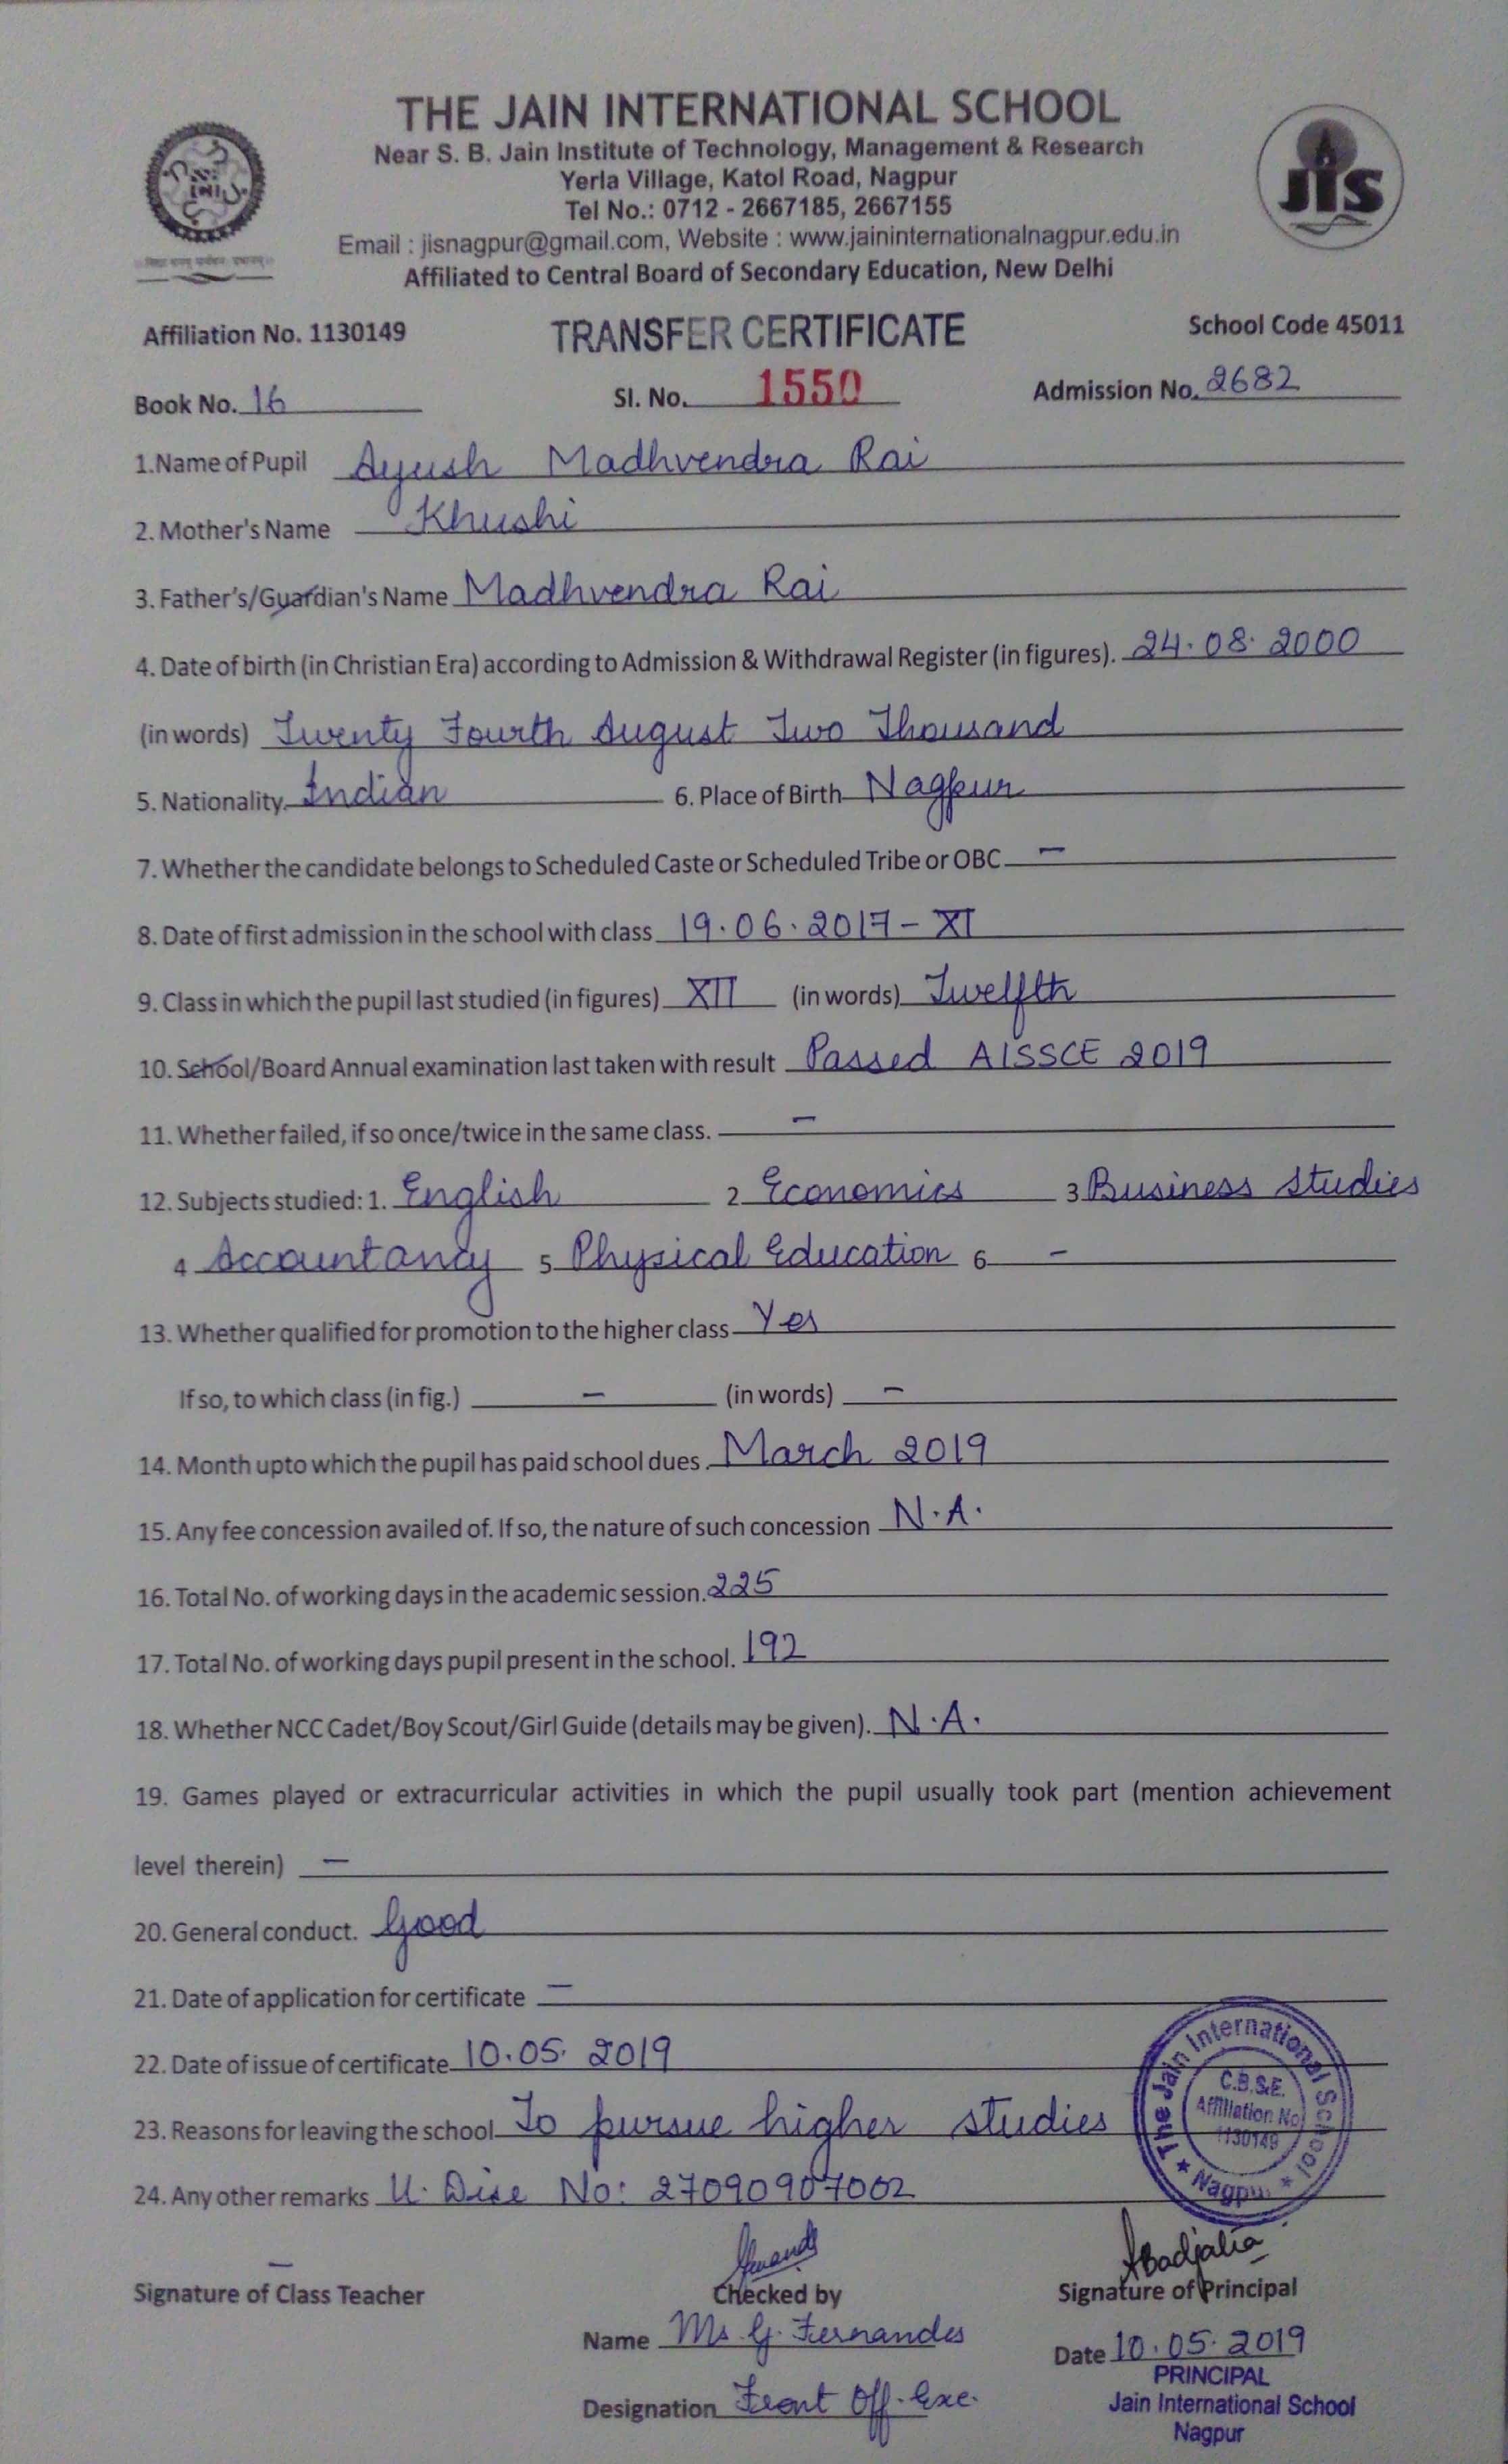 THE JAIN INTERNATIONAL SCHOOL
Near S. B. Jain Institute of Technology, Management & Research
Yerla Village, Katol Road, Nagpur
Tel No.: 0712 - 2667185, 2667155
Email : jisnagpur@gmail.com, Website : www.jaininternationalnagpur.edu.in
Affiliated to Central Board of Secondary Education, New Delhi
JIS
Affiliation No. 1130149 TRANSFER CERTIFICATE School Code 45011
Book No. 16 Sl. No. 1550 Admission No. 2682
1.Name of Pupil Ayush Madhvendra Rai
2. Mother's Name Khushi
3. Father's/Guardian's Name Madhvendra Rai
4. Date of birth (in Christian Era) according to Admission & Withdrawal Register (in figures). 24.08.2000
(in words) Twenty Fourth August Two Thousand
5. Nationality. Indian 6. Place of Birth Nagpur
7. Whether the candidate belongs to Scheduled Caste or Scheduled Tribe or OBC –
8. Date of first admission in the school with class 19.06.2017 – XI
9. Class in which the pupil last studied (in figures) XII (in words) Twelfth
10. School/Board Annual examination last taken with result Passed AISSCE 2019
11. Whether failed, if so once/twice in the same class. –
12. Subjects studied: 1. English 2 Economics 3 Business Studies
4 Accountancy 5 Physical Education 6 –
13. Whether qualified for promotion to the higher class Yes
If so, to which class (in fig.) – (in words) –
14. Month upto which the pupil has paid school dues. March 2019
15. Any fee concession availed of. If so, the nature of such concession N.A.
16. Total No. of working days in the academic session. 225
17. Total No. of working days pupil present in the school. 192
18. Whether NCC Cadet/Boy Scout/Girl Guide (details may be given). N.A.
19. Games played or extracurricular activities in which the pupil usually took part (mention achievement
level therein) –
20. General conduct. Good
21. Date of application for certificate –
22. Date of issue of certificate 10.05.2019
23. Reasons for leaving the school To pursue higher studies
24. Any other remarks U. Dise No: 27090907002
The Jain International School
C.B.S.E.
Affiliation No
1130149
★ Nagpur ★
–
Signature of Class Teacher Checked by Signature of Principal
Name Ms G. Fernandes Date 10.05.2019
PRINCIPAL
Designation Front Off. Exe. Jain International School
Nagpur